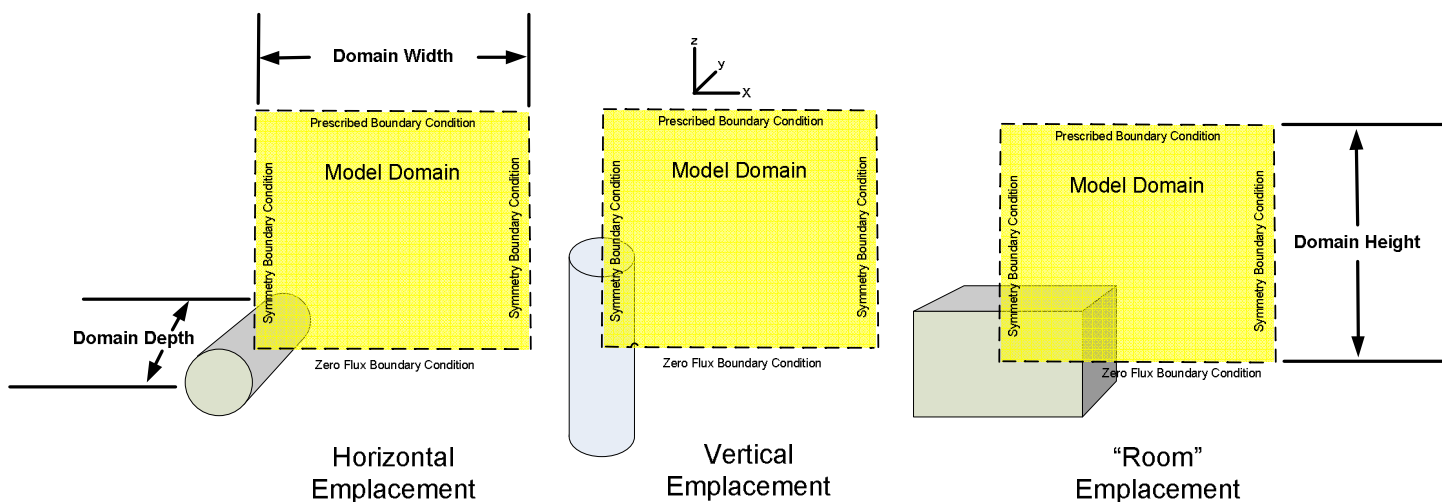 Domain Width
z
y
X
Prescribed Boundary Condition
Model Domain
Symmetry Boundary Condition
Symmetry Boundary Condition
Zero Flux Boundary Condition
Domain Depth
Horizontal
Emplacement
Prescribed Boundary Condition
Model Domain
Symmetry Boundary Condition
Symmetry Boundary Condition
Zero Flux Boundary Condition
Vertical
Emplacement
Prescribed Boundary Condition
Model Domain
Symmetry Boundary Condition
Symmetry Boundary Condition
Zero Flux Boundary Condition
Domain Height
“Room”
Emplacement